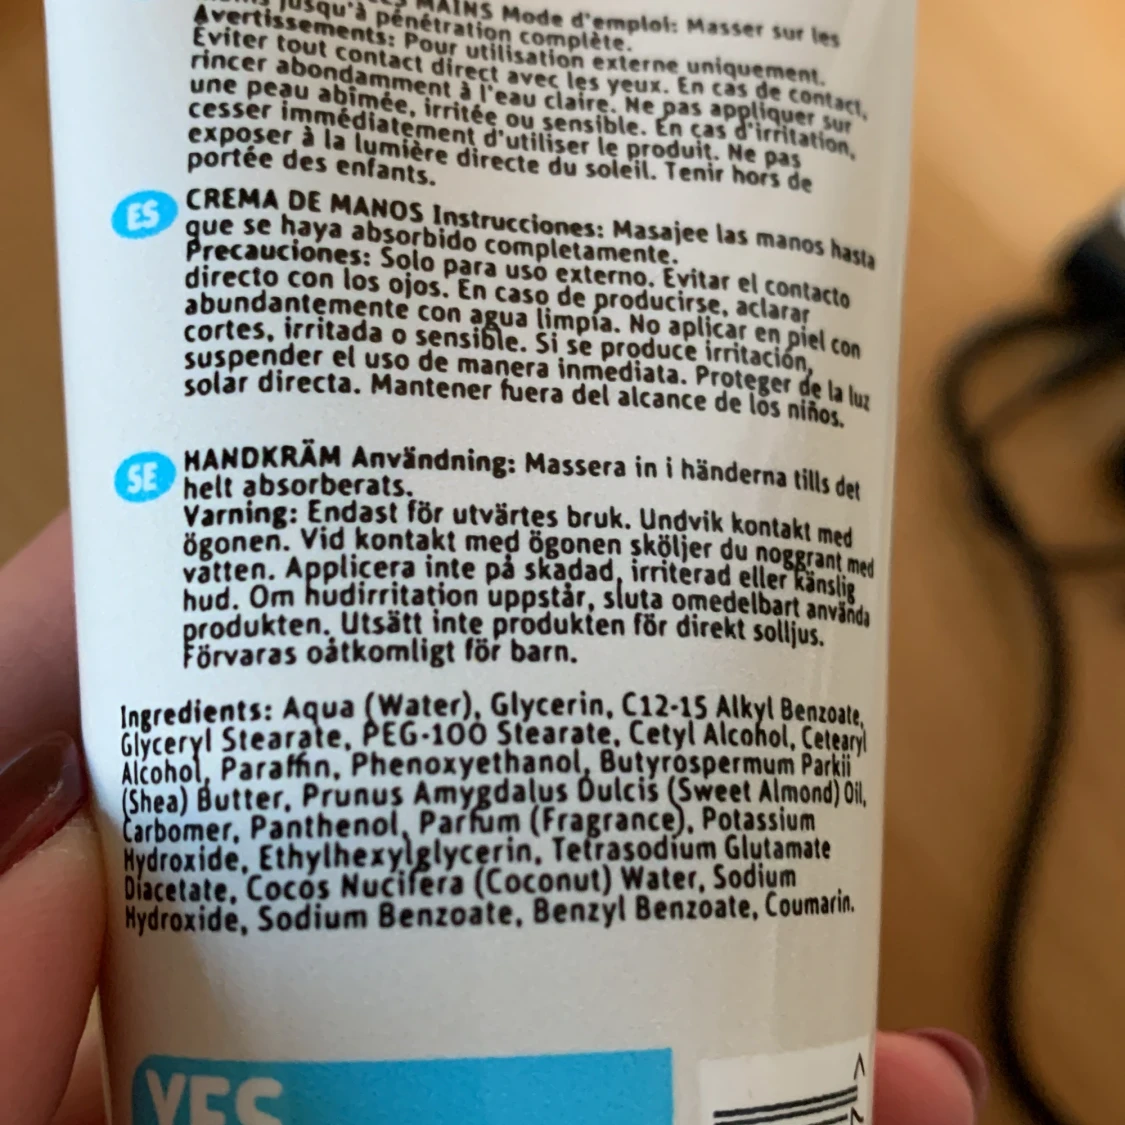 jusqu'à pénétration complète.
MAINS Mode d'emploi: Masser sur les
Avertissements: Pour utilisation externe uniquement.
Éviter tout contact direct avec les yeux. En cas de contact,
rincer abondamment à l'eau claire. Ne pas appliquer sur
une peau abîmée, irritée ou sensible. En cas d'irritation,
cesser immédiatement d'utiliser le produit. Ne pas
exposer à la lumière directe du soleil. Tenir hors de
portée des enfants.
ES CREMA DE MANOS Instrucciones: Masajee las manos hasta
que se haya absorbido completamente.
Precauciones: Solo para uso externo. Evitar el contacto
directo con los ojos. En caso de producirse, aclarar
abundantemente con agua limpia. No aplicar en piel con
cortes, irritada o sensible. Si se produce irritación,
suspender el uso de manera inmediata. Proteger de la luz
solar directa. Mantener fuera del alcance de los niños.
SE HANDKRÄM Användning: Massera in i händerna tills det
helt absorberats.
Varning: Endast för utvärtes bruk. Undvik kontakt med
ögonen. Vid kontakt med ögonen sköljer du noggrant med
vatten. Applicera inte på skadad, irriterad eller känslig
hud. Om hudirritation uppstår, sluta omedelbart använda
produkten. Utsätt inte produkten för direkt solljus.
Förvaras oåtkomligt för barn.
Ingredients: Aqua (Water), Glycerin, C12-15 Alkyl Benzoate,
Glyceryl Stearate, PEG-100 Stearate, Cetyl Alcohol, Cetearyl
Alcohol, Paraffin, Phenoxyethanol, Butyrospermum Parkii
(Shea) Butter, Prunus Amygdalus Dulcis (Sweet Almond) Oil,
Carbomer, Panthenol, Parfum (Fragrance), Potassium
Hydroxide, Ethylhexylglycerin, Tetrasodium Glutamate
Diacetate, Cocos Nucifera (Coconut) Water, Sodium
Hydroxide, Sodium Benzoate, Benzyl Benzoate, Coumarin.
YES